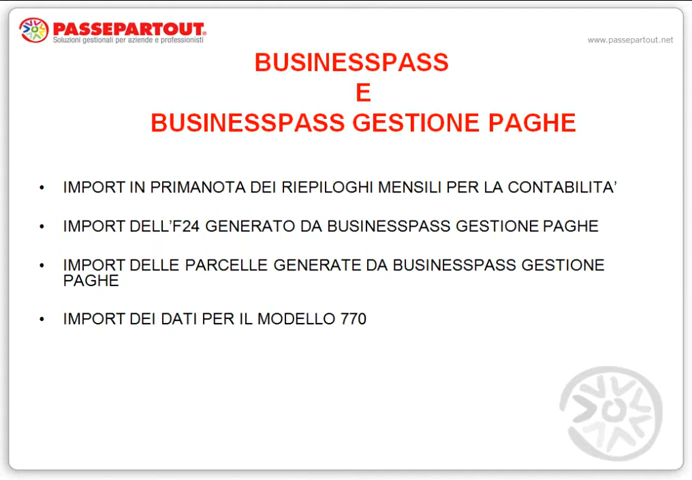 PASSEPARTOUT®
Soluzioni gestionali per aziende e professionisti
www.passepartout.net
BUSINESSPASS
E
BUSINESSPASS GESTIONE PAGHE
• IMPORT IN PRIMANOTA DEI RIEPILOGHI MENSILI PER LA CONTABILITA'
• IMPORT DELL'F24 GENERATO DA BUSINESSPASS GESTIONE PAGHE
• IMPORT DELLE PARCELLE GENERATE DA BUSINESSPASS GESTIONE
PAGHE
• IMPORT DEI DATI PER IL MODELLO 770